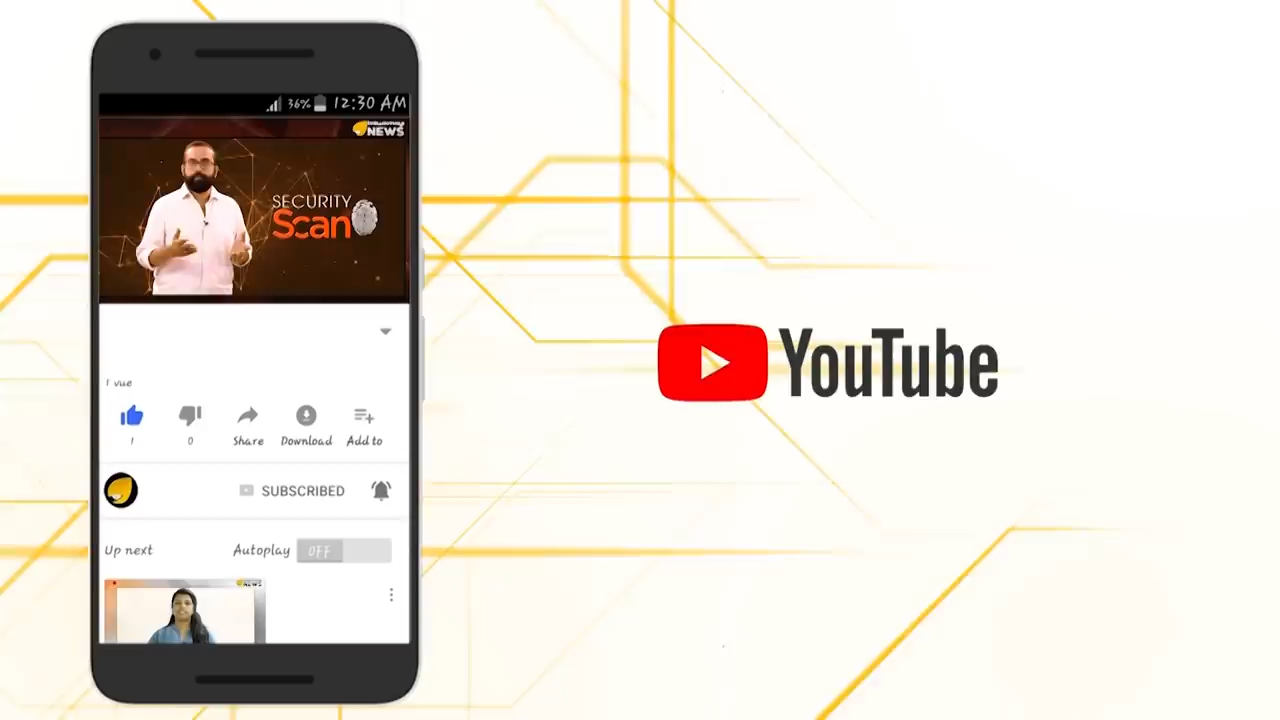 36% 12:30 AM
NEWS
SECURITY
Scan
1 vue
1
0
Share
Download
Add to
SUBSCRIBED
Up next
Autoplay
OFF
NEWS
YouTube